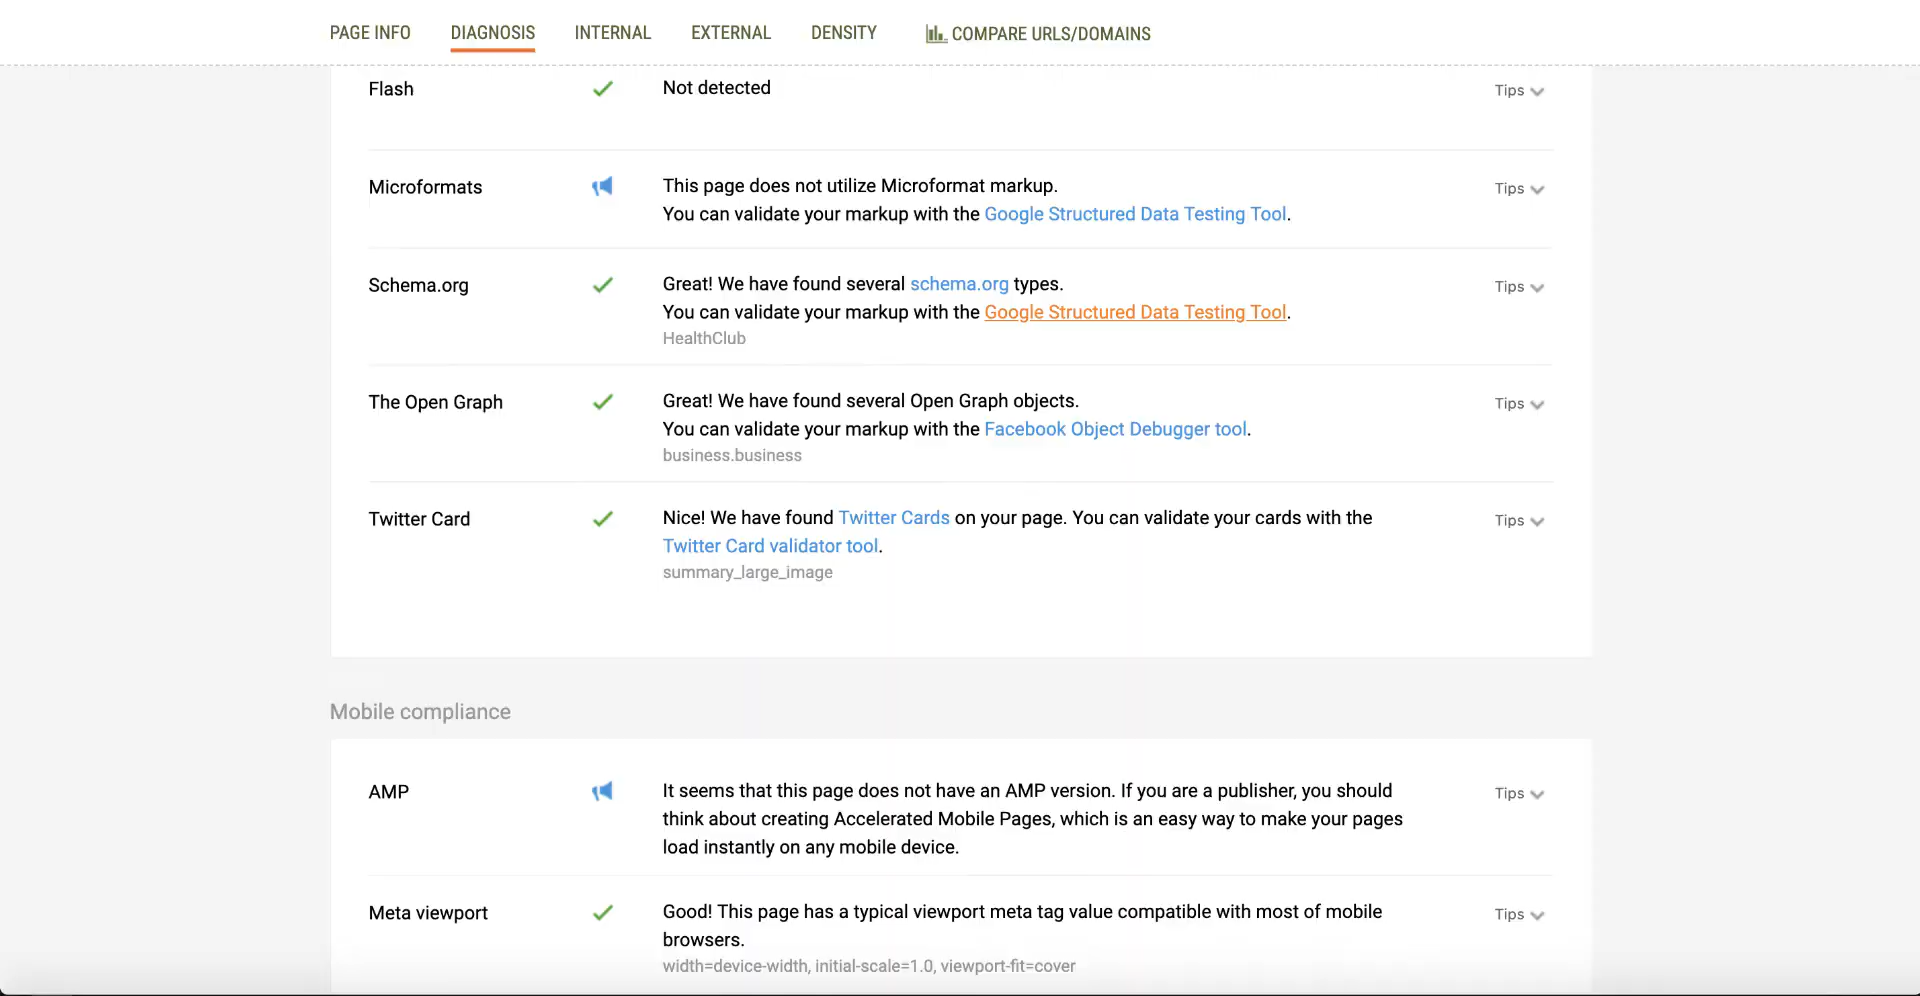 PAGE INFO
DIAGNOSIS
INTERNAL
EXTERNAL
DENSITY
COMPARE URLS/DOMAINS
Flash
Not detected
Tips
Microformats
This page does not utilize Microformat markup.
You can validate your markup with the Google Structured Data Testing Tool.
Tips
Schema.org
Great! We have found several schema.org types.
You can validate your markup with the Google Structured Data Testing Tool.
HealthClub
Tips
The Open Graph
Great! We have found several Open Graph objects.
You can validate your markup with the Facebook Object Debugger tool.
business.business
Tips
Twitter Card
Nice! We have found Twitter Cards on your page. You can validate your cards with the
Twitter Card validator tool.
summary_large_image
Tips
Mobile compliance
AMP
It seems that this page does not have an AMP version. If you are a publisher, you should
think about creating Accelerated Mobile Pages, which is an easy way to make your pages
load instantly on any mobile device.
Tips
Meta viewport
Good! This page has a typical viewport meta tag value compatible with most of mobile
browsers.
width=device-width, initial-scale=1.0, viewport-fit=cover
Tips